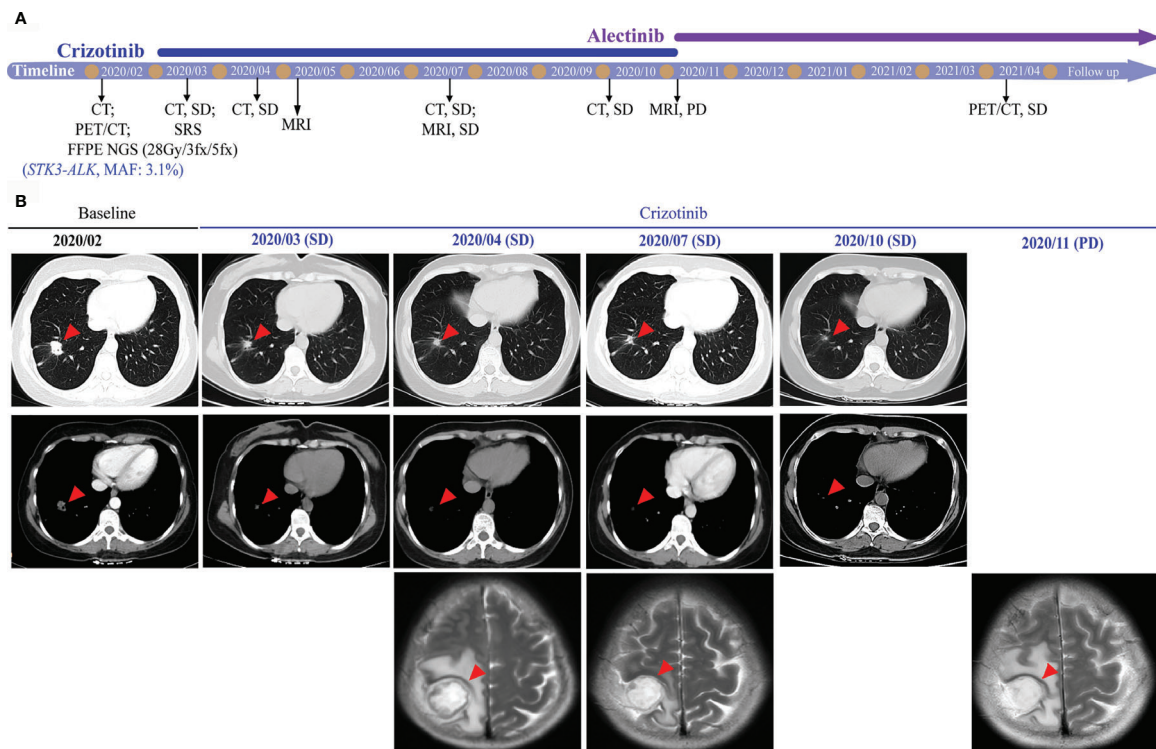 A
Alectinib
Crizotinib
Timeline 2020/02 2020/03 2020/04 2020/05 2020/06 2020/07 2020/08 2020/09 2020/10 2020/11 2020/12 2021/01 2021/02 2021/03 2021/04 Follow up
CT; CT, SD; CT, SD MRI CT, SD; CT, SD MRI, PD PET/CT, SD
PET/CT; SRS MRI, SD
FFPE NGS (28Gy/3fx/5fx)
(STK3-ALK, MAF: 3.1%)
B
Baseline Crizotinib
2020/02 2020/03 (SD) 2020/04 (SD) 2020/07 (SD) 2020/10 (SD) 2020/11 (PD)